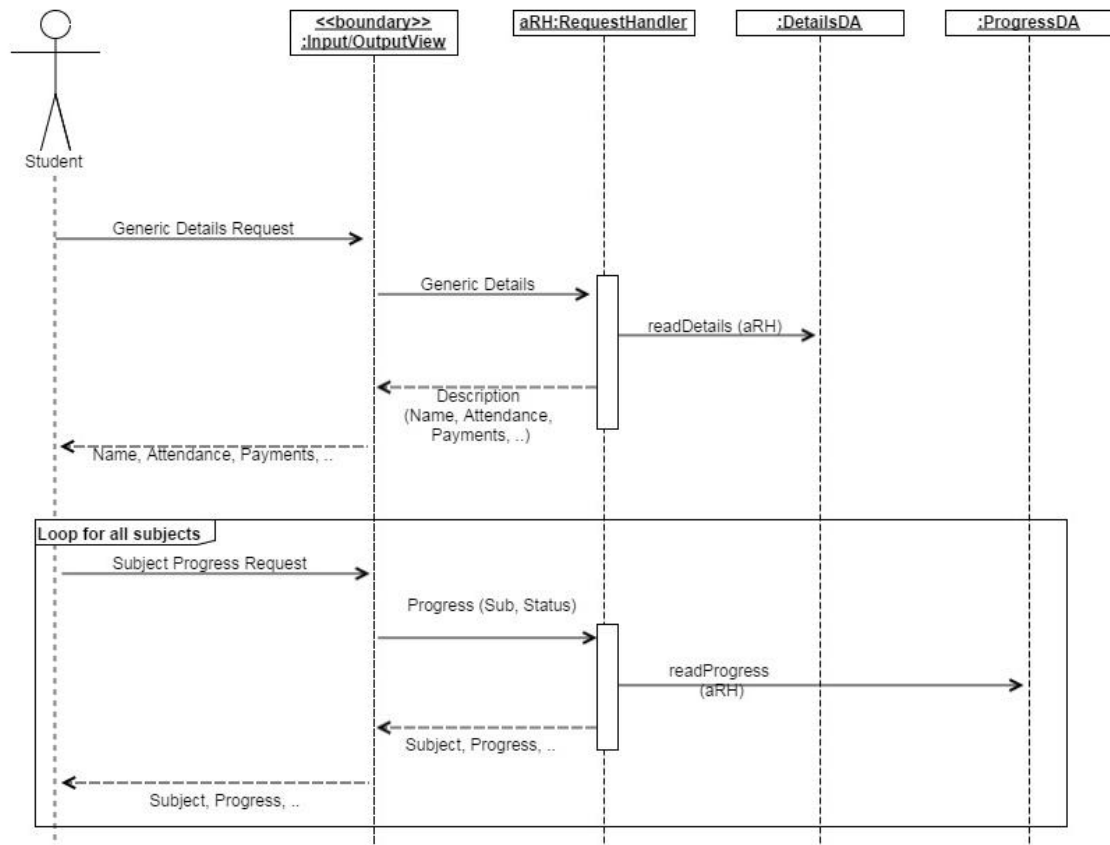 <<boundary>>
:Input/OutputView
aRH:RequestHandler
:DetailsDA
:ProgressDA
Student
Generic Details Request
Generic Details
readDetails (aRH)
Description
(Name, Attendance,
Payments, ..)
Name, Attendance, Payments, ..
Loop for all subjects
Subject Progress Request
Progress (Sub, Status)
readProgress
(aRH)
Subject, Progress, ..
Subject, Progress, ..